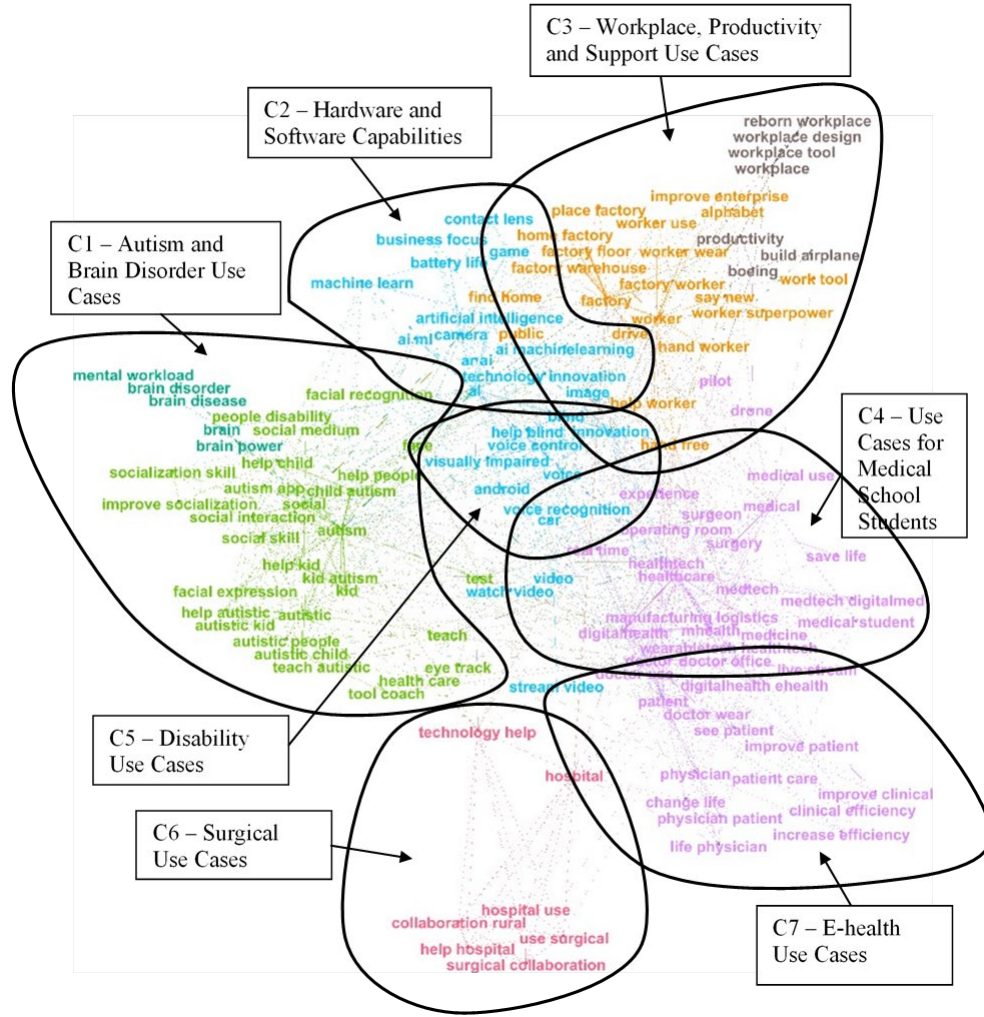 C3 – Workplace, Productivity
and Support Use Cases
C2 – Hardware and
Software Capabilities
C1 – Autism and
Brain Disorder Use
Cases
C4 – Use
Cases for
Medical
School
Students
C5 – Disability
Use Cases
C6 – Surgical
Use Cases
C7 – E-health
Use Cases
reborn workplace
workplace design
workplace tool
workplace
improve enterprise
alphabet
place factory
worker use
home factory
productivity
factory floor
worker wear
build airplane
factory warehouse
boeing
work tool
factory worker
say new
factory
worker superpower
worker
drive
hand worker
find home
public
help worker
hand free
pilot
drone
contact lens
business focus
game
battery life
machine learn
artificial intelligence
ai ml
camera
ai machinelearning
technology innovation
ai
image
help blind
innovation
voice control
visually impaired
voice
android
voice recognition
car
video
watch video
stream video
mental workload
brain disorder
brain disease
brain
brain power
facial recognition
people disability
social medium
help child
help people
socialization skill
autism app
child autism
improve socialization
social
social interaction
autism
social skill
help kid
kid autism
kid
facial expression
help autistic
autistic
autistic kid
autistic people
autistic child
teach autistic
test
teach
eye track
health care
tool coach
medical use
experience
medical
surgeon
operating room
surgery
save life
healthtech
healthcare
medtech
medtech digitalmed
manufacturing logistics
medical student
digitalhealth
mhealth
medicine
wearabletech healthtech
doctor doctor office
live stream
digitalhealth ehealth
patient
doctor wear
see patient
improve patient
physician
patient care
improve clinical
change life
clinical efficiency
physician patient
increase efficiency
life physician
technology help
hospital
hospital use
collaboration rural
use surgical
help hospital
surgical collaboration